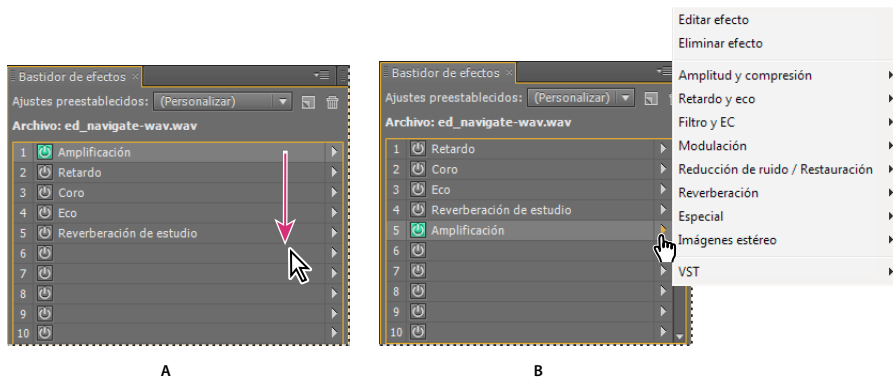 Bastidor de efectos ×
Ajustes preestablecidos: (Personalizar)
Archivo: ed_navigate-wav.wav
1 Amplificación
2 Retardo
3 Coro
4 Eco
5 Reverberación de estudio
6
7
8
9
10
A
Bastidor de efectos ×
Ajustes preestablecidos: (Personalizar)
Archivo: ed_navigate-wav.wav
1 Retardo
2 Coro
3 Eco
4 Reverberación de estudio
5 Amplificación
6
7
8
9
10
B
Editar efecto
Eliminar efecto
Amplitud y compresión
Retardo y eco
Filtro y EC
Modulación
Reducción de ruido / Restauración
Reverberación
Especial
Imágenes estéreo
VST